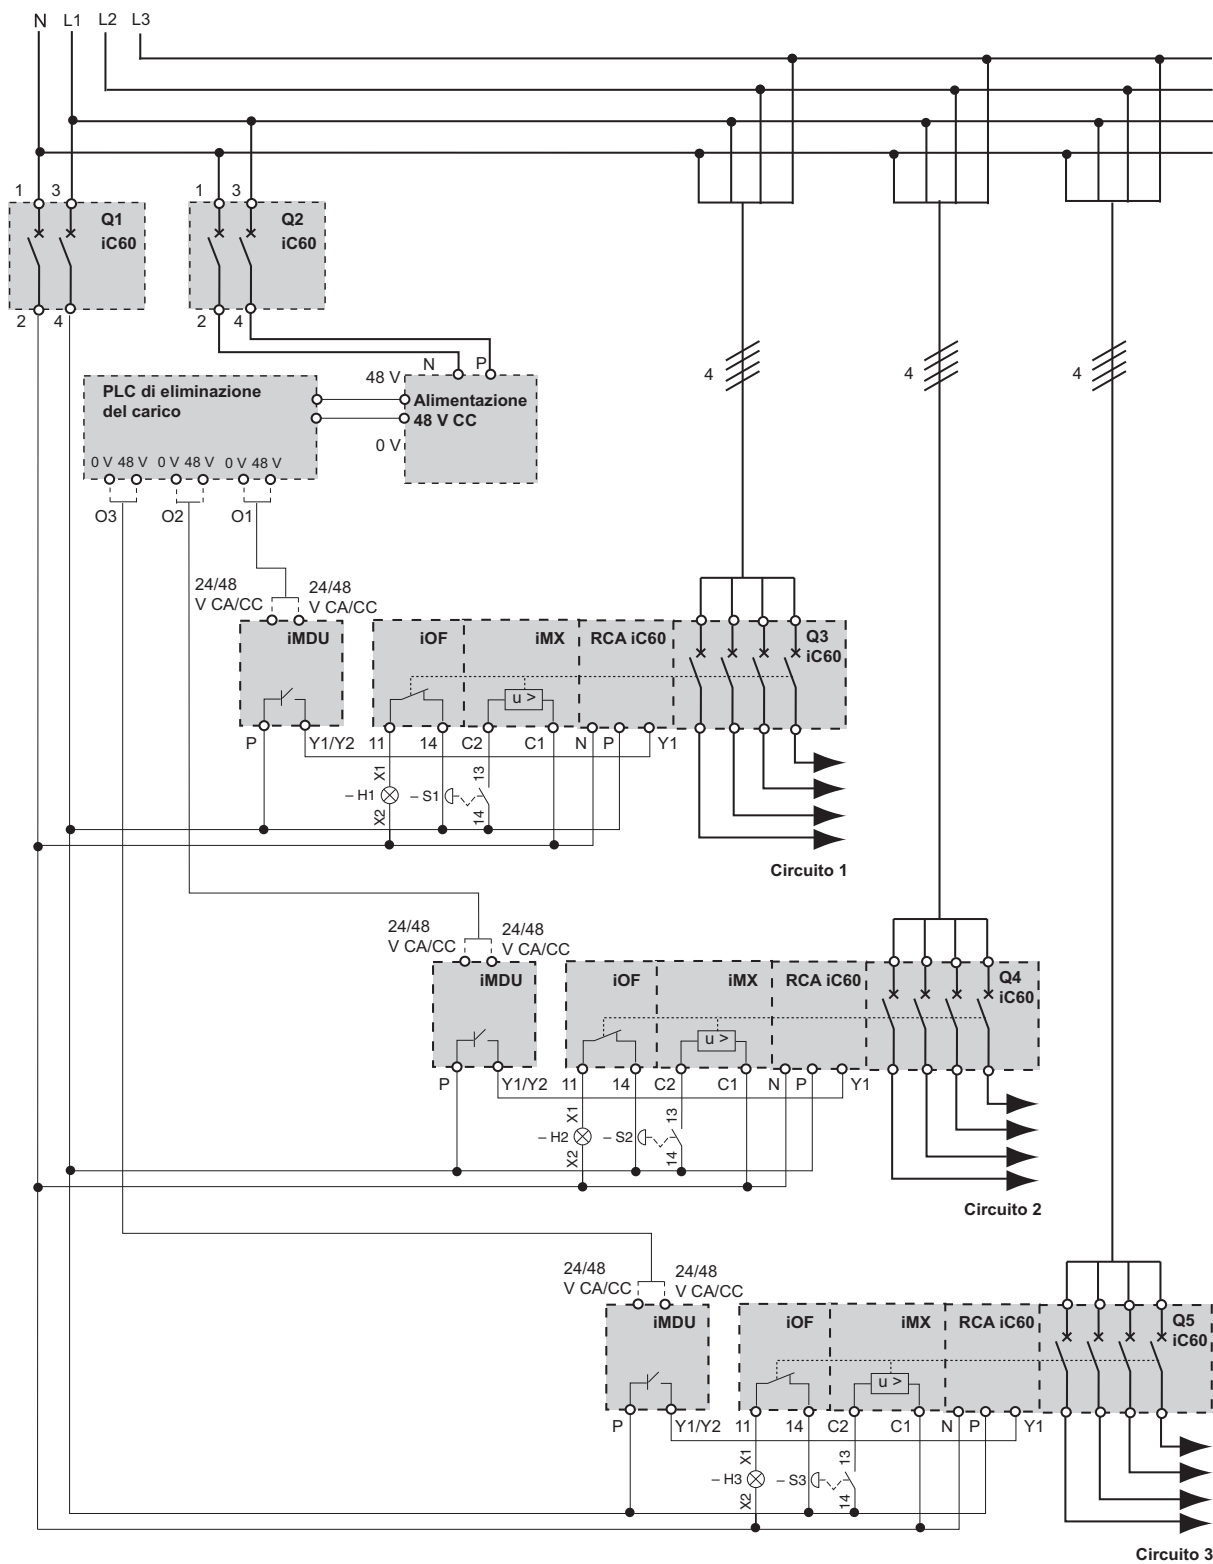 N L1 L2 L3
1 3 1 3
Q1
iC60
Q2
iC60
2 4 2 4
N P
4 4 4
PLC di eliminazione
del carico
48 V
Alimentazione
48 V CC
0 V
0 V 48 V 0 V 48 V 0 V 48 V
O3 O2 O1
24/48
V CA/CC
24/48
V CA/CC
iMDU iOF iMX RCA iC60 Q3
iC60
u >
P Y1/Y2 11 14 C2 C1 N P Y1
X1 13
– H1 – S1
X2 14
Circuito 1
24/48
V CA/CC
24/48
V CA/CC
iMDU iOF iMX RCA iC60 Q4
iC60
u >
P Y1/Y2 11 14 C2 C1 N P Y1
X1 13
– H2 – S2
X2 14
Circuito 2
24/48
V CA/CC
24/48
V CA/CC
iMDU iOF iMX RCA iC60 Q5
iC60
u >
P Y1/Y2 11 14 C2 C1 N P Y1
X1 13
– H3 – S3
X2 14
Circuito 3